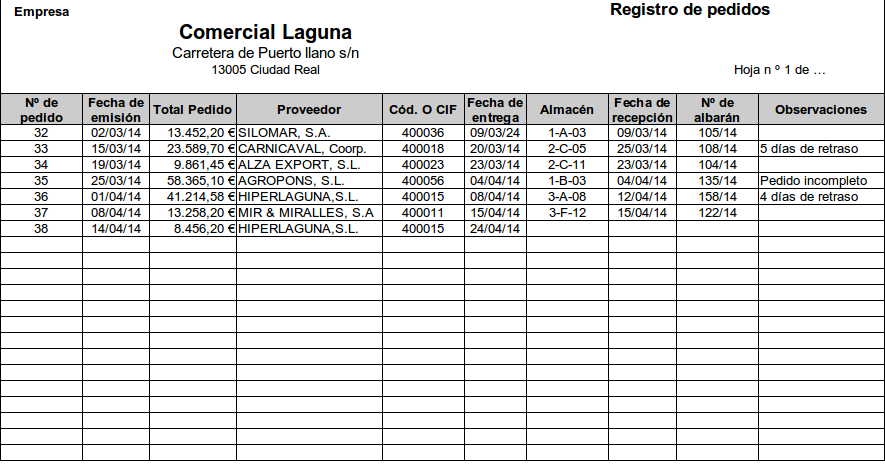 Empresa
Registro de pedidos
Comercial Laguna
Carretera de Puerto llano s/n
13005 Ciudad Real
Hoja n º 1 de …
Nº de pedido Fecha de emisión Total Pedido Proveedor Cód. O CIF Fecha de entrega Almacén Fecha de recepción Nº de albarán Observaciones
32 02/03/14 13.452,20 € SILOMAR, S.A. 400036 09/03/24 1-A-03 09/03/14 105/14
33 15/03/14 23.589,70 € CARNICAVAL, Coorp. 400018 20/03/14 2-C-05 25/03/14 108/14 5 días de retraso
34 19/03/14 9.861,45 € ALZA EXPORT, S.L. 400023 23/03/14 2-C-11 23/03/14 104/14
35 25/03/14 58.365,10 € AGROPONS, S.L. 400056 04/04/14 1-B-03 04/04/14 135/14 Pedido incompleto
36 01/04/14 41.214,58 € HIPERLAGUNA,S.L. 400015 08/04/14 3-A-08 12/04/14 158/14 4 días de retraso
37 08/04/14 13.258,20 € MIR & MIRALLES, S.A 400011 15/04/14 3-F-12 15/04/14 122/14
38 14/04/14 8.456,20 € HIPERLAGUNA,S.L. 400015 24/04/14